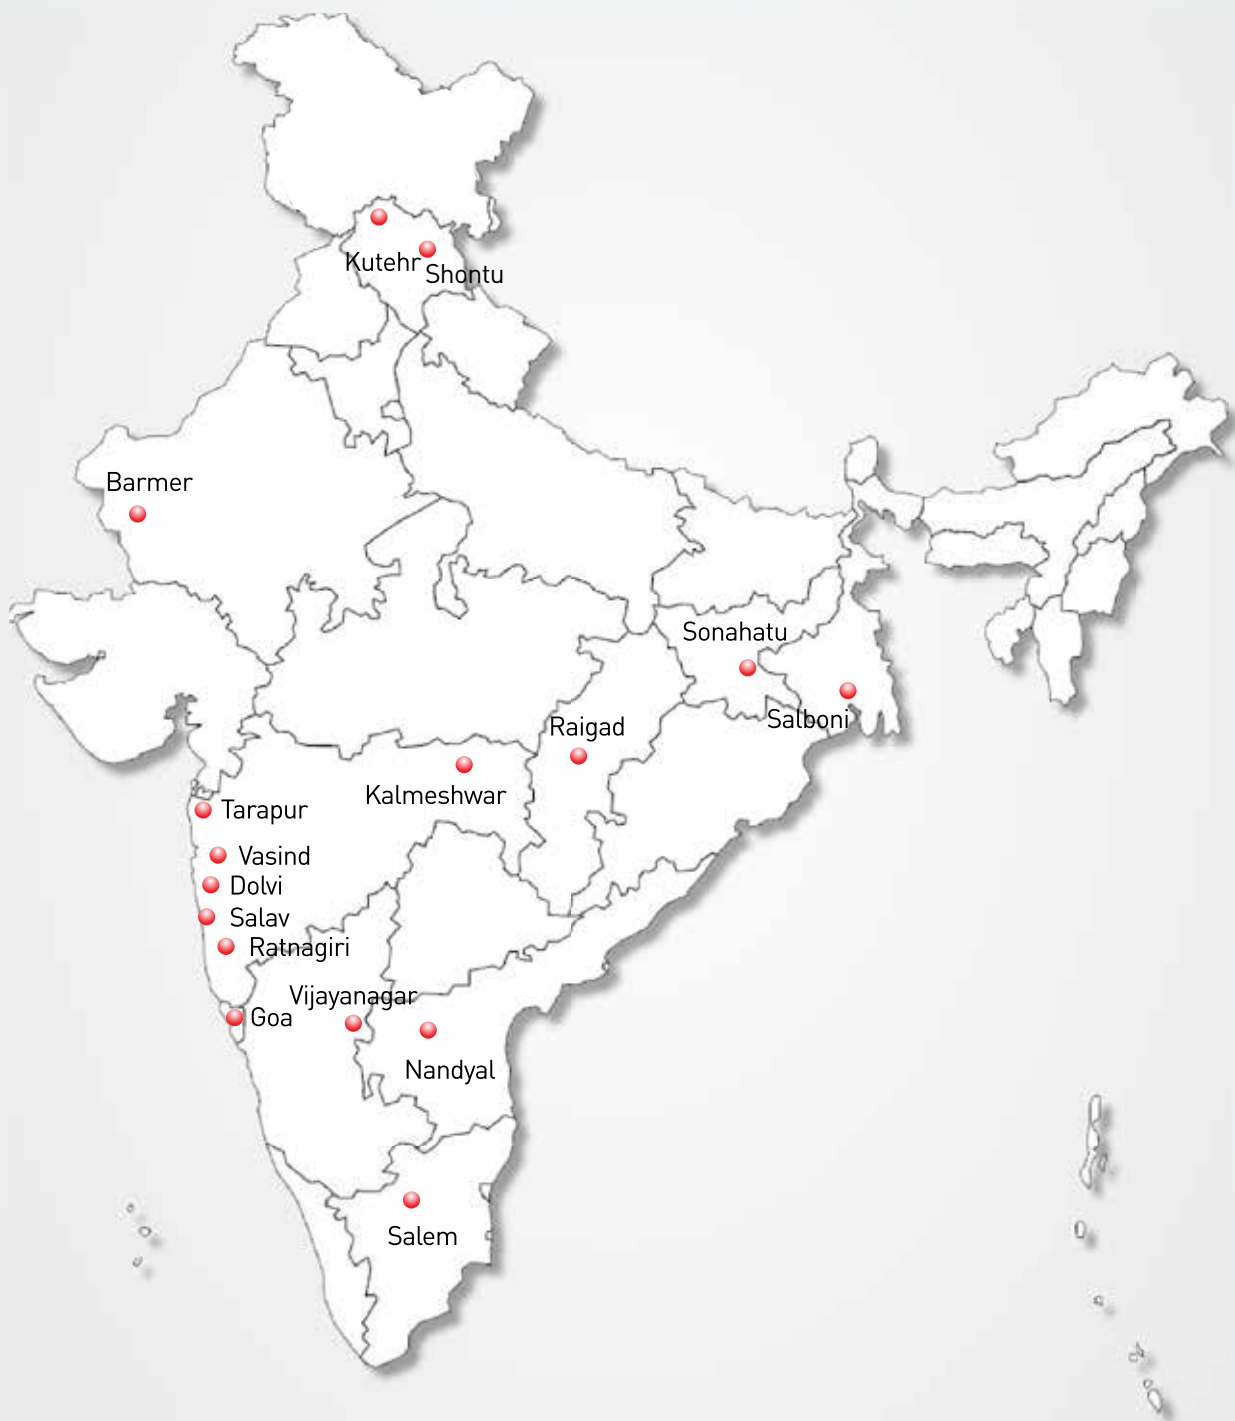 Kutehr
Shontu
Barmer
Sonahatu
Salboni
Raigad
Kalmeshwar
Tarapur
Vasind
Dolvi
Salav
Ratnagiri
Vijayanagar
Goa
Nandyal
Salem